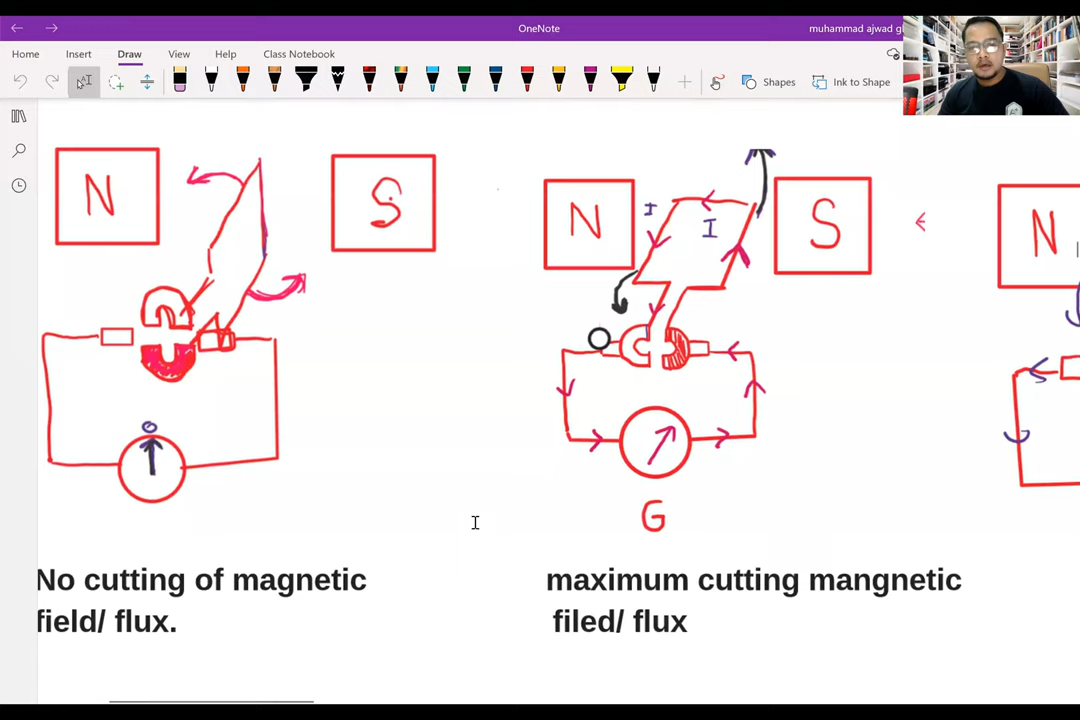 OneNote
muhammad ajwad gh
Home Insert Draw View Help Class Notebook
Shapes
Ink to Shape
N
S
N
S
N
I
I
G
No cutting of magnetic
field/ flux.
maximum cutting mangnetic
filed/ flux